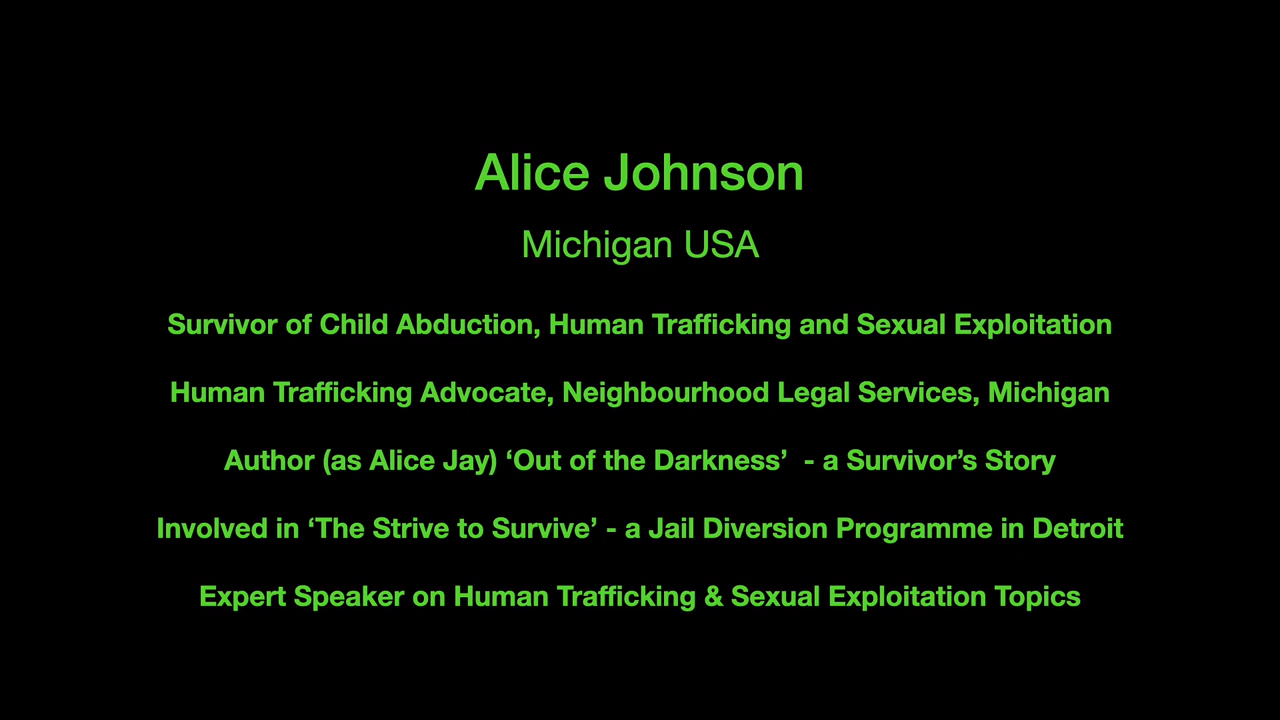 Alice Johnson
Michigan USA
Survivor of Child Abduction, Human Trafficking and Sexual Exploitation
Human Trafficking Advocate, Neighbourhood Legal Services, Michigan
Author (as Alice Jay) ‘Out of the Darkness’  - a Survivor’s Story
Involved in ‘The Strive to Survive’ - a Jail Diversion Programme in Detroit
Expert Speaker on Human Trafficking & Sexual Exploitation Topics